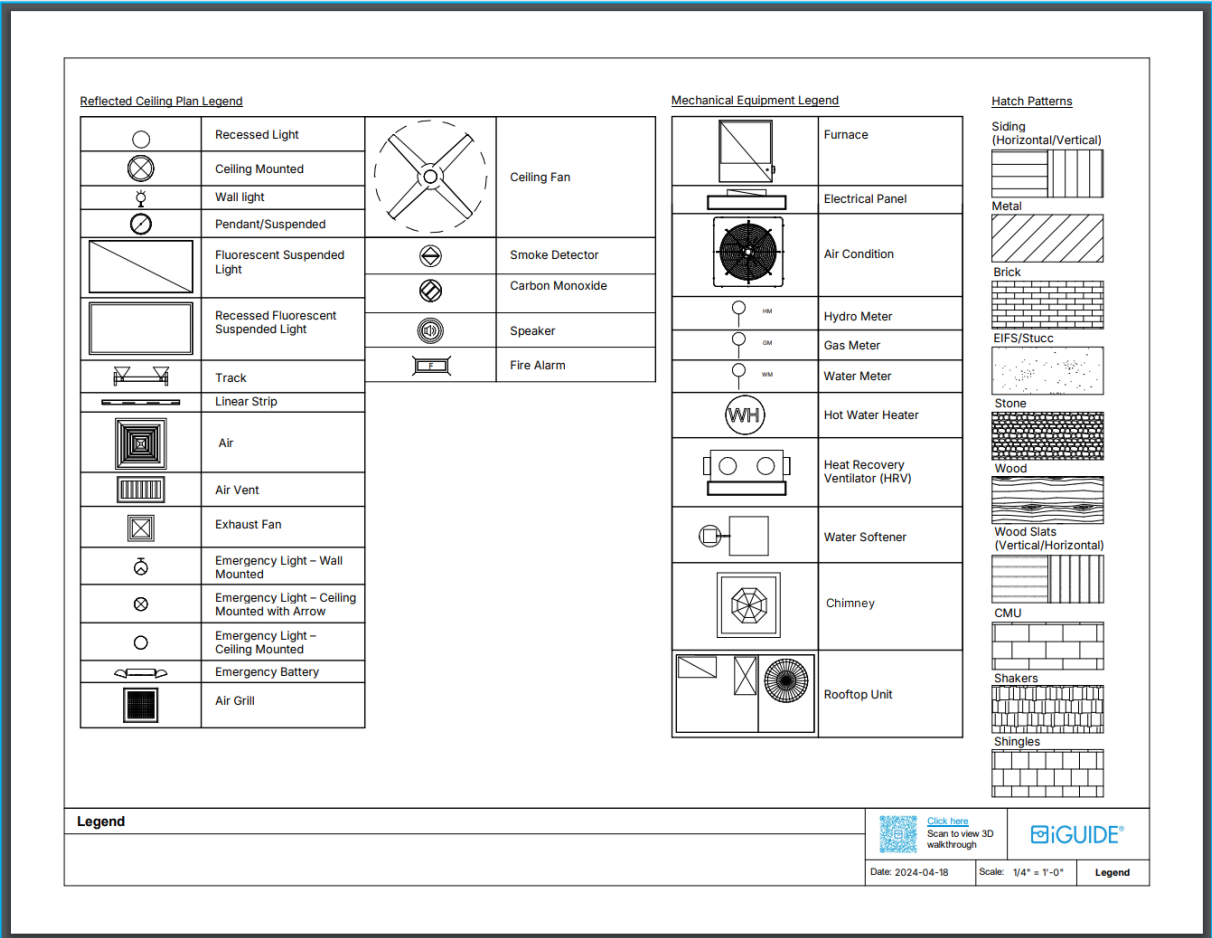 Reflected Ceiling Plan Legend
Recessed Light
Ceiling Mounted
Wall light
Pendant/Suspended
Fluorescent Suspended
Light
Recessed Fluorescent
Suspended Light
Track
Linear Strip
Air
Air Vent
Exhaust Fan
Emergency Light – Wall
Mounted
Emergency Light – Ceiling
Mounted with Arrow
Emergency Light –
Ceiling Mounted
Emergency Battery
Air Grill
Ceiling Fan
Smoke Detector
Carbon Monoxide
Speaker
F
Fire Alarm
Mechanical Equipment Legend
Furnace
Electrical Panel
Air Condition
HM
Hydro Meter
GM
Gas Meter
WM
Water Meter
WH
Hot Water Heater
Heat Recovery
Ventilator (HRV)
Water Softener
Chimney
Rooftop Unit
Hatch Patterns
Siding
(Horizontal/Vertical)
Metal
Brick
EIFS/Stucc
Stone
Wood
Wood Slats
(Vertical/Horizontal)
CMU
Shakers
Shingles
Legend
Click here
Scan to view 3D
walkthrough
iGUIDE®
Date: 2024-04-18
Scale: 1/4" = 1'-0"
Legend